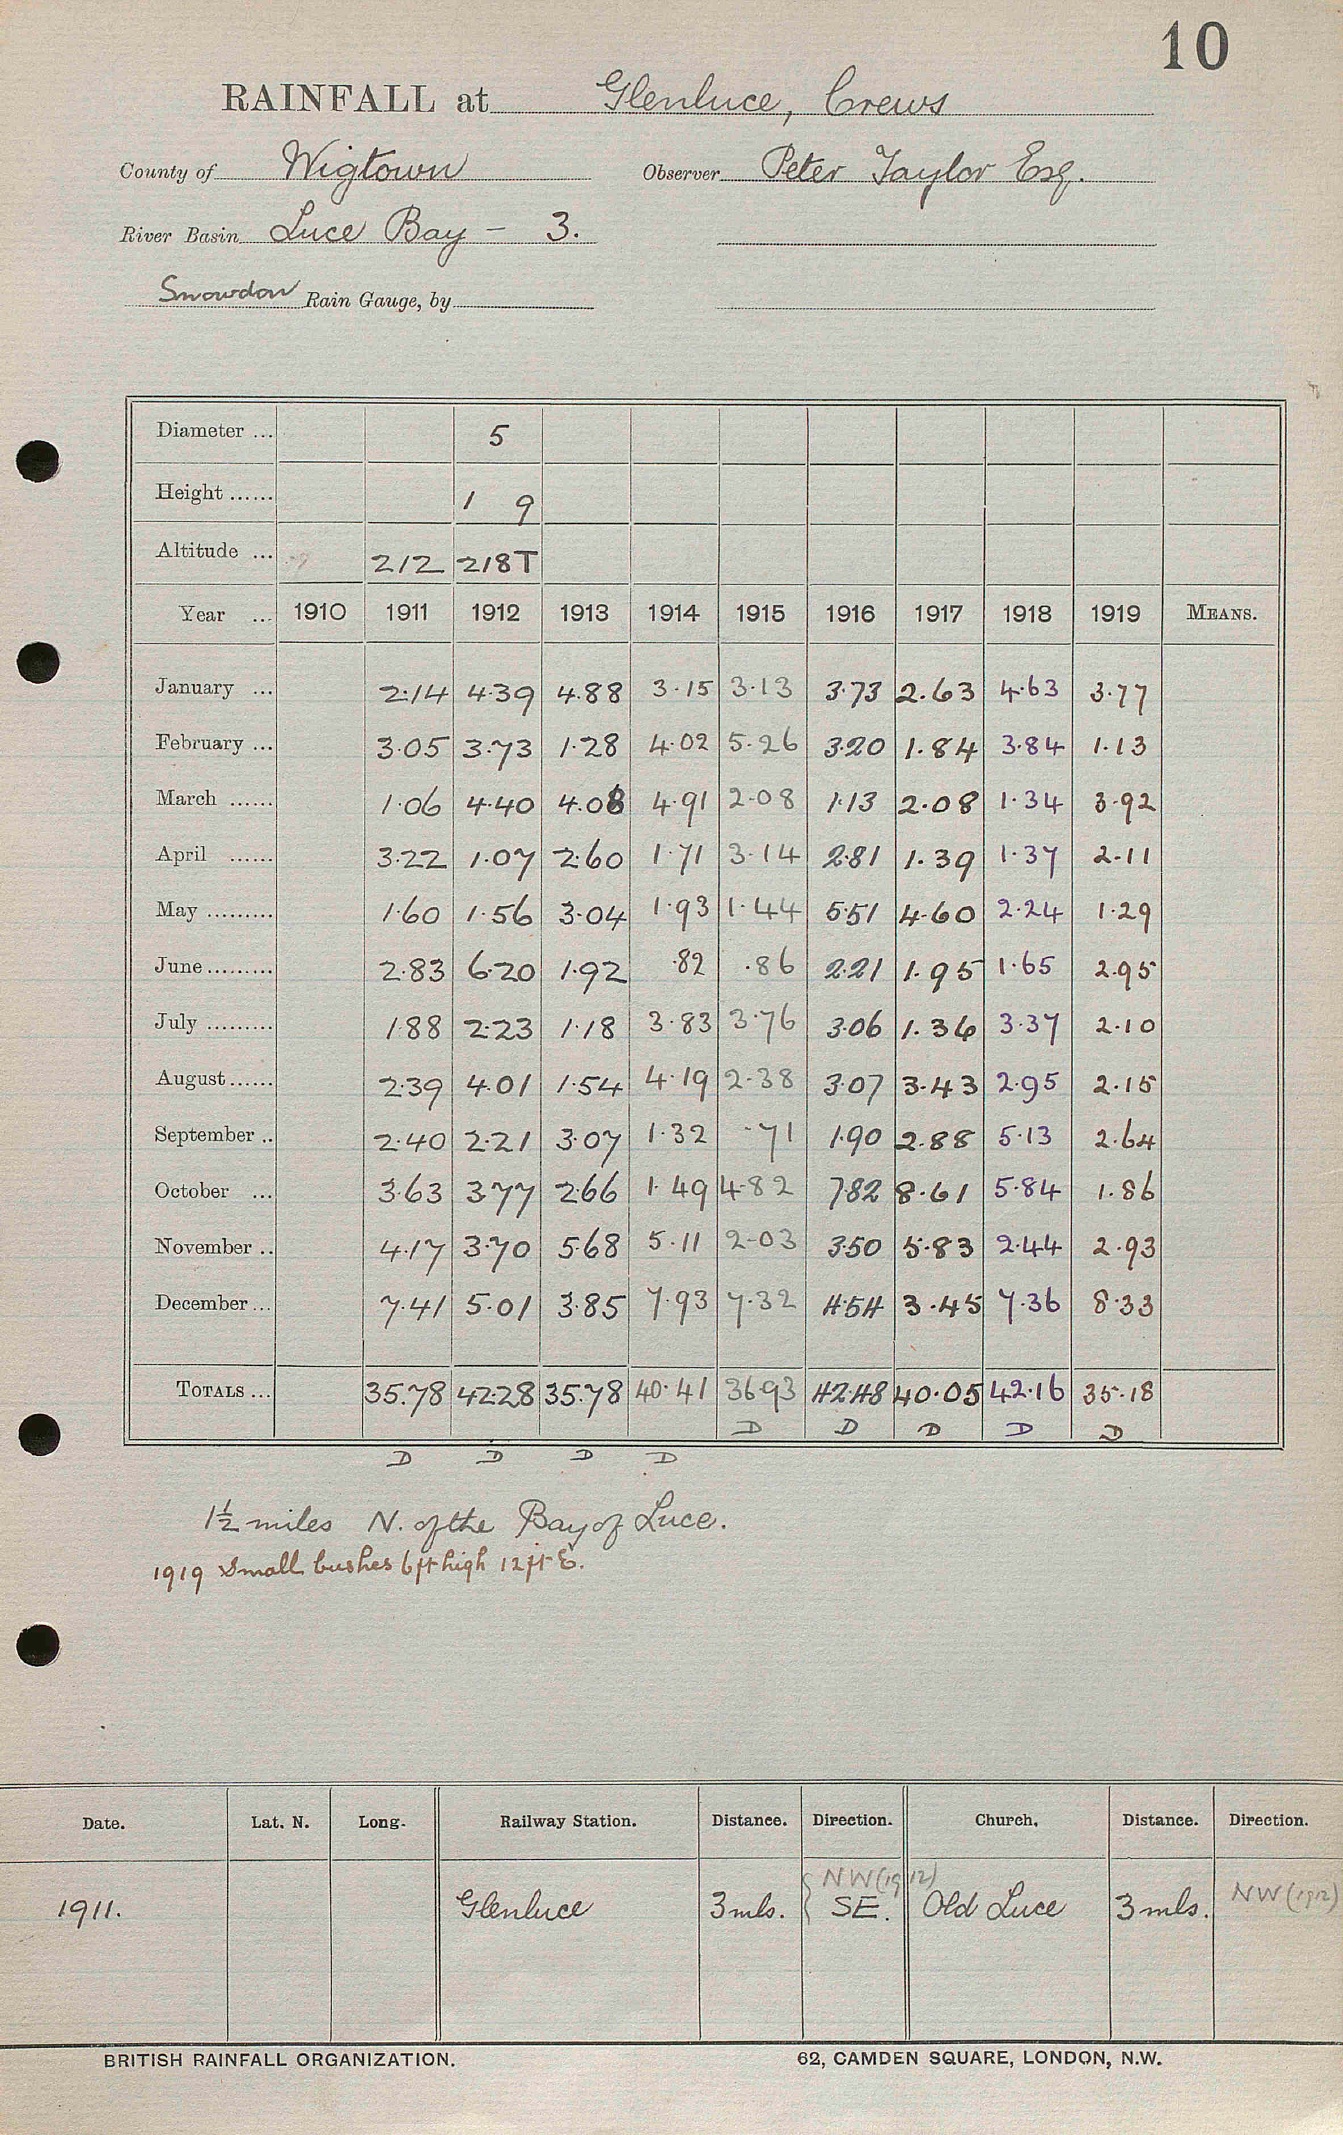 10
RAINFALL at Glenluce, Crews
County of Wigtown Observer Peter Taylor Esq.
River Basin Luce Bay – 3.
Snowdon Rain Gauge, by
Diameter ... 5
Height ...... 1 9
Altitude ... 212 218T
Year ... 1910 1911 1912 1913 1914 1915 1916 1917 1918 1919 MEANS.
January ... 2.14 4.39 4.88 3.15 3.13 3.73 2.63 4.63 3.77
February ... 3.05 3.73 1.28 4.02 5.26 3.20 1.84 3.84 1.13
March ...... 1.06 4.40 4.08 4.91 2.08 1.13 2.08 1.34 3.92
April ...... 3.22 1.07 2.60 1.71 3.14 2.81 1.39 1.37 2.11
May ......... 1.60 1.56 3.04 1.93 1.44 5.51 4.60 2.24 1.29
June ......... 2.83 6.20 1.92 .82 .86 2.21 1.95 1.65 2.95
July ......... 1.88 2.23 1.18 3.83 3.76 3.06 1.36 3.37 2.10
August ...... 2.39 4.01 1.54 4.19 2.38 3.07 3.43 2.95 2.15
September .. 2.40 2.21 3.07 1.32 .71 1.90 2.88 5.13 2.64
October ... 3.63 3.77 2.66 1.49 4.82 7.82 8.61 5.84 1.86
November .. 4.17 3.70 5.68 5.11 2.03 3.50 5.83 2.44 2.93
December ... 7.41 5.01 3.85 7.93 7.32 4.54 3.45 7.36 8.33
TOTALS ... 35.78 42.28 35.78 40.41 36.93 42.48 40.05 42.16 35.18
D D D D D
D D D D
1½ miles N. of the Bay of Luce.
1919 Small bushes 6 ft high 12 ft E.
Date. Lat. N. Long. Railway Station. Distance. Direction. Church. Distance. Direction.
NW (1912)
1911. Glenluce 3 mls. { SE. Old Luce 3 mls. NW (1912)
BRITISH RAINFALL ORGANIZATION. 62, CAMDEN SQUARE, LONDON, N.W.